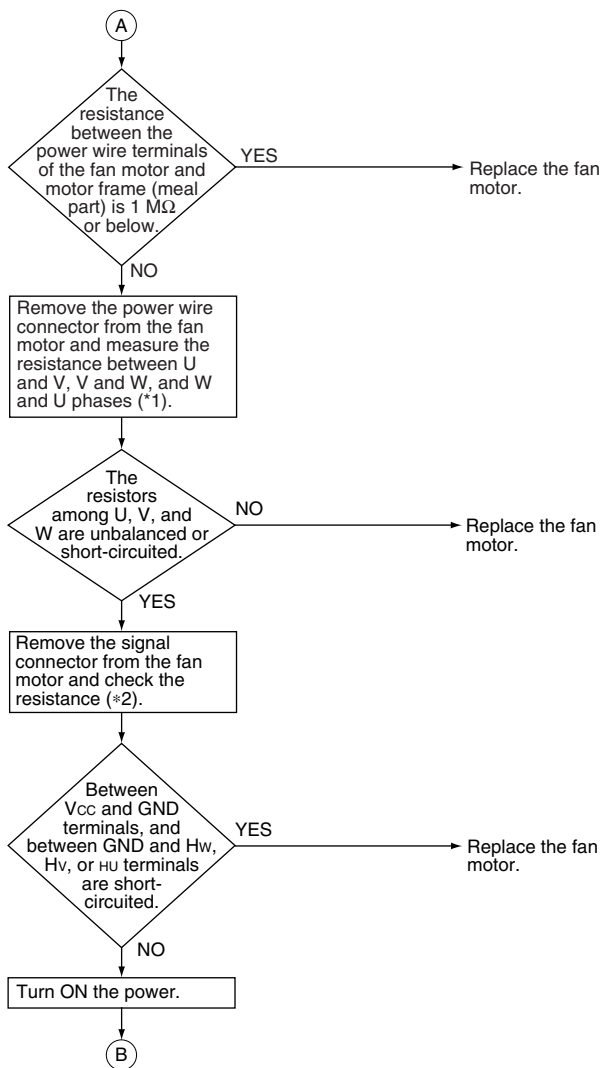 A
The
resistance
between the
power wire terminals
of the fan motor and
motor frame (meal
part) is 1 MΩ
or below.
YES
Replace the fan
motor.
NO
Remove the power wire
connector from the fan
motor and measure the
resistance between U
and V, V and W, and W
and U phases (*1).
The
resistors
among U, V, and
W are unbalanced or
short-circuited.
NO
Replace the fan
motor.
YES
Remove the signal
connector from the fan
motor and check the
resistance (*2).
Between
Vcc and GND
terminals, and
between GND and Hw,
Hv, or HU terminals
are short-
circuited.
YES
Replace the fan
motor.
NO
Turn ON the power.
B